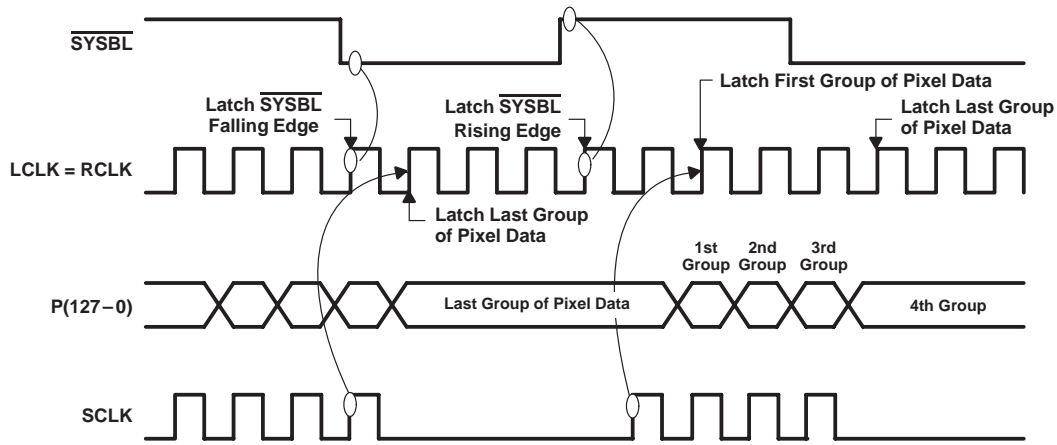 SYSBL
Latch First Group of Pixel Data
Latch SYSBL
Falling Edge
Latch SYSBL
Rising Edge
Latch Last Group
of Pixel Data
LCLK = RCLK
Latch Last Group
of Pixel Data
1st
Group
2nd
Group
3rd
Group
P(127–0)
Last Group of Pixel Data
4th Group
SCLK